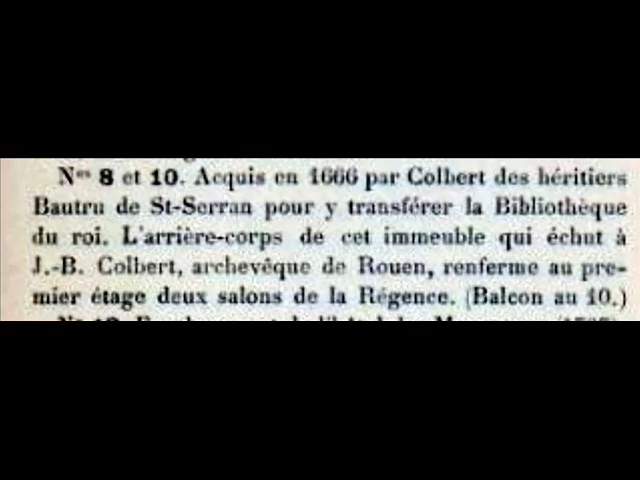 Nos 8 et 10. Acquis en 1666 par Colbert des héritiers
Bautru de St-Serran pour y transférer la Bibliothèque
du roi. L'arrière-corps de cet immeuble qui échut à
J.-B. Colbert, archevêque de Rouen, renferme au pre-
mier étage deux salons de la Régence. (Balcon au 10.)